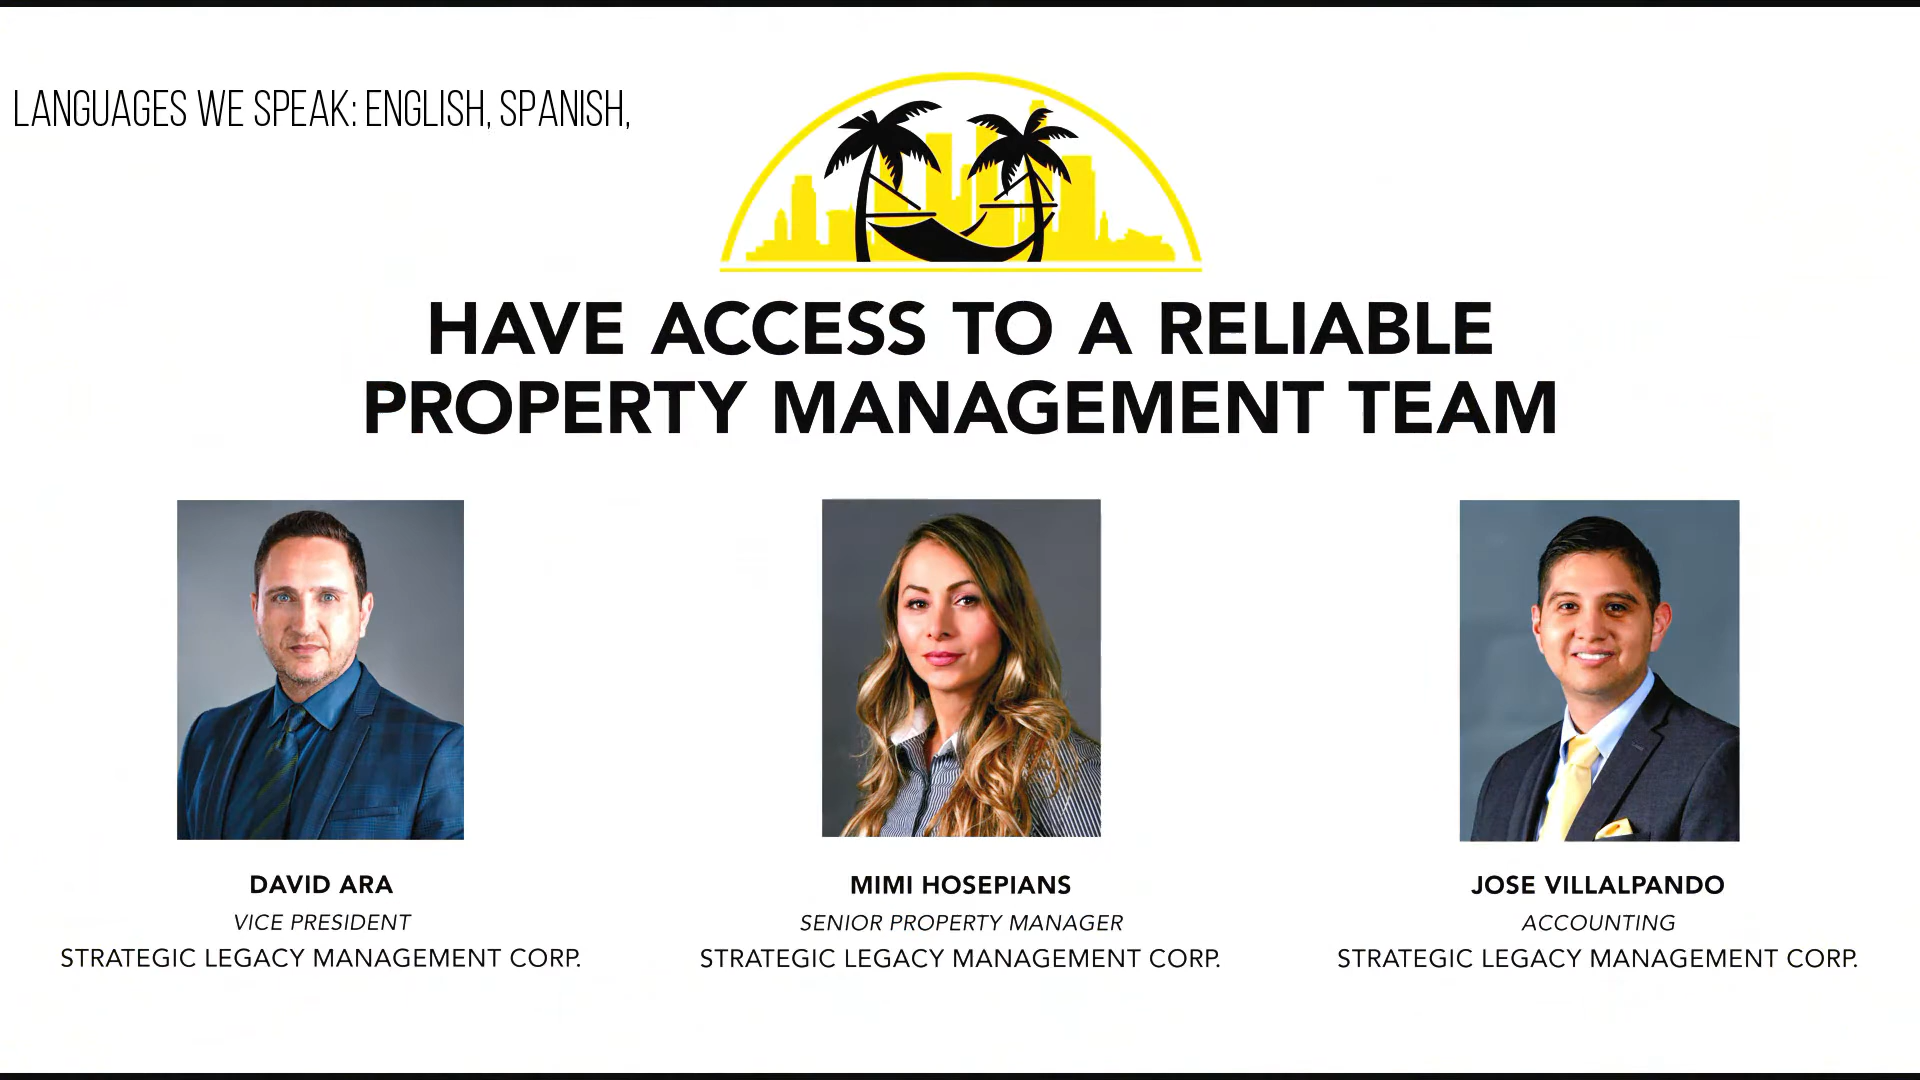 LANGUAGES WE SPEAK: ENGLISH, SPANISH,
HAVE ACCESS TO A RELIABLE
PROPERTY MANAGEMENT TEAM
DAVID ARA
VICE PRESIDENT
STRATEGIC LEGACY MANAGEMENT CORP.
MIMI HOSEPIANS
SENIOR PROPERTY MANAGER
STRATEGIC LEGACY MANAGEMENT CORP.
JOSE VILLALPANDO
ACCOUNTING
STRATEGIC LEGACY MANAGEMENT CORP.